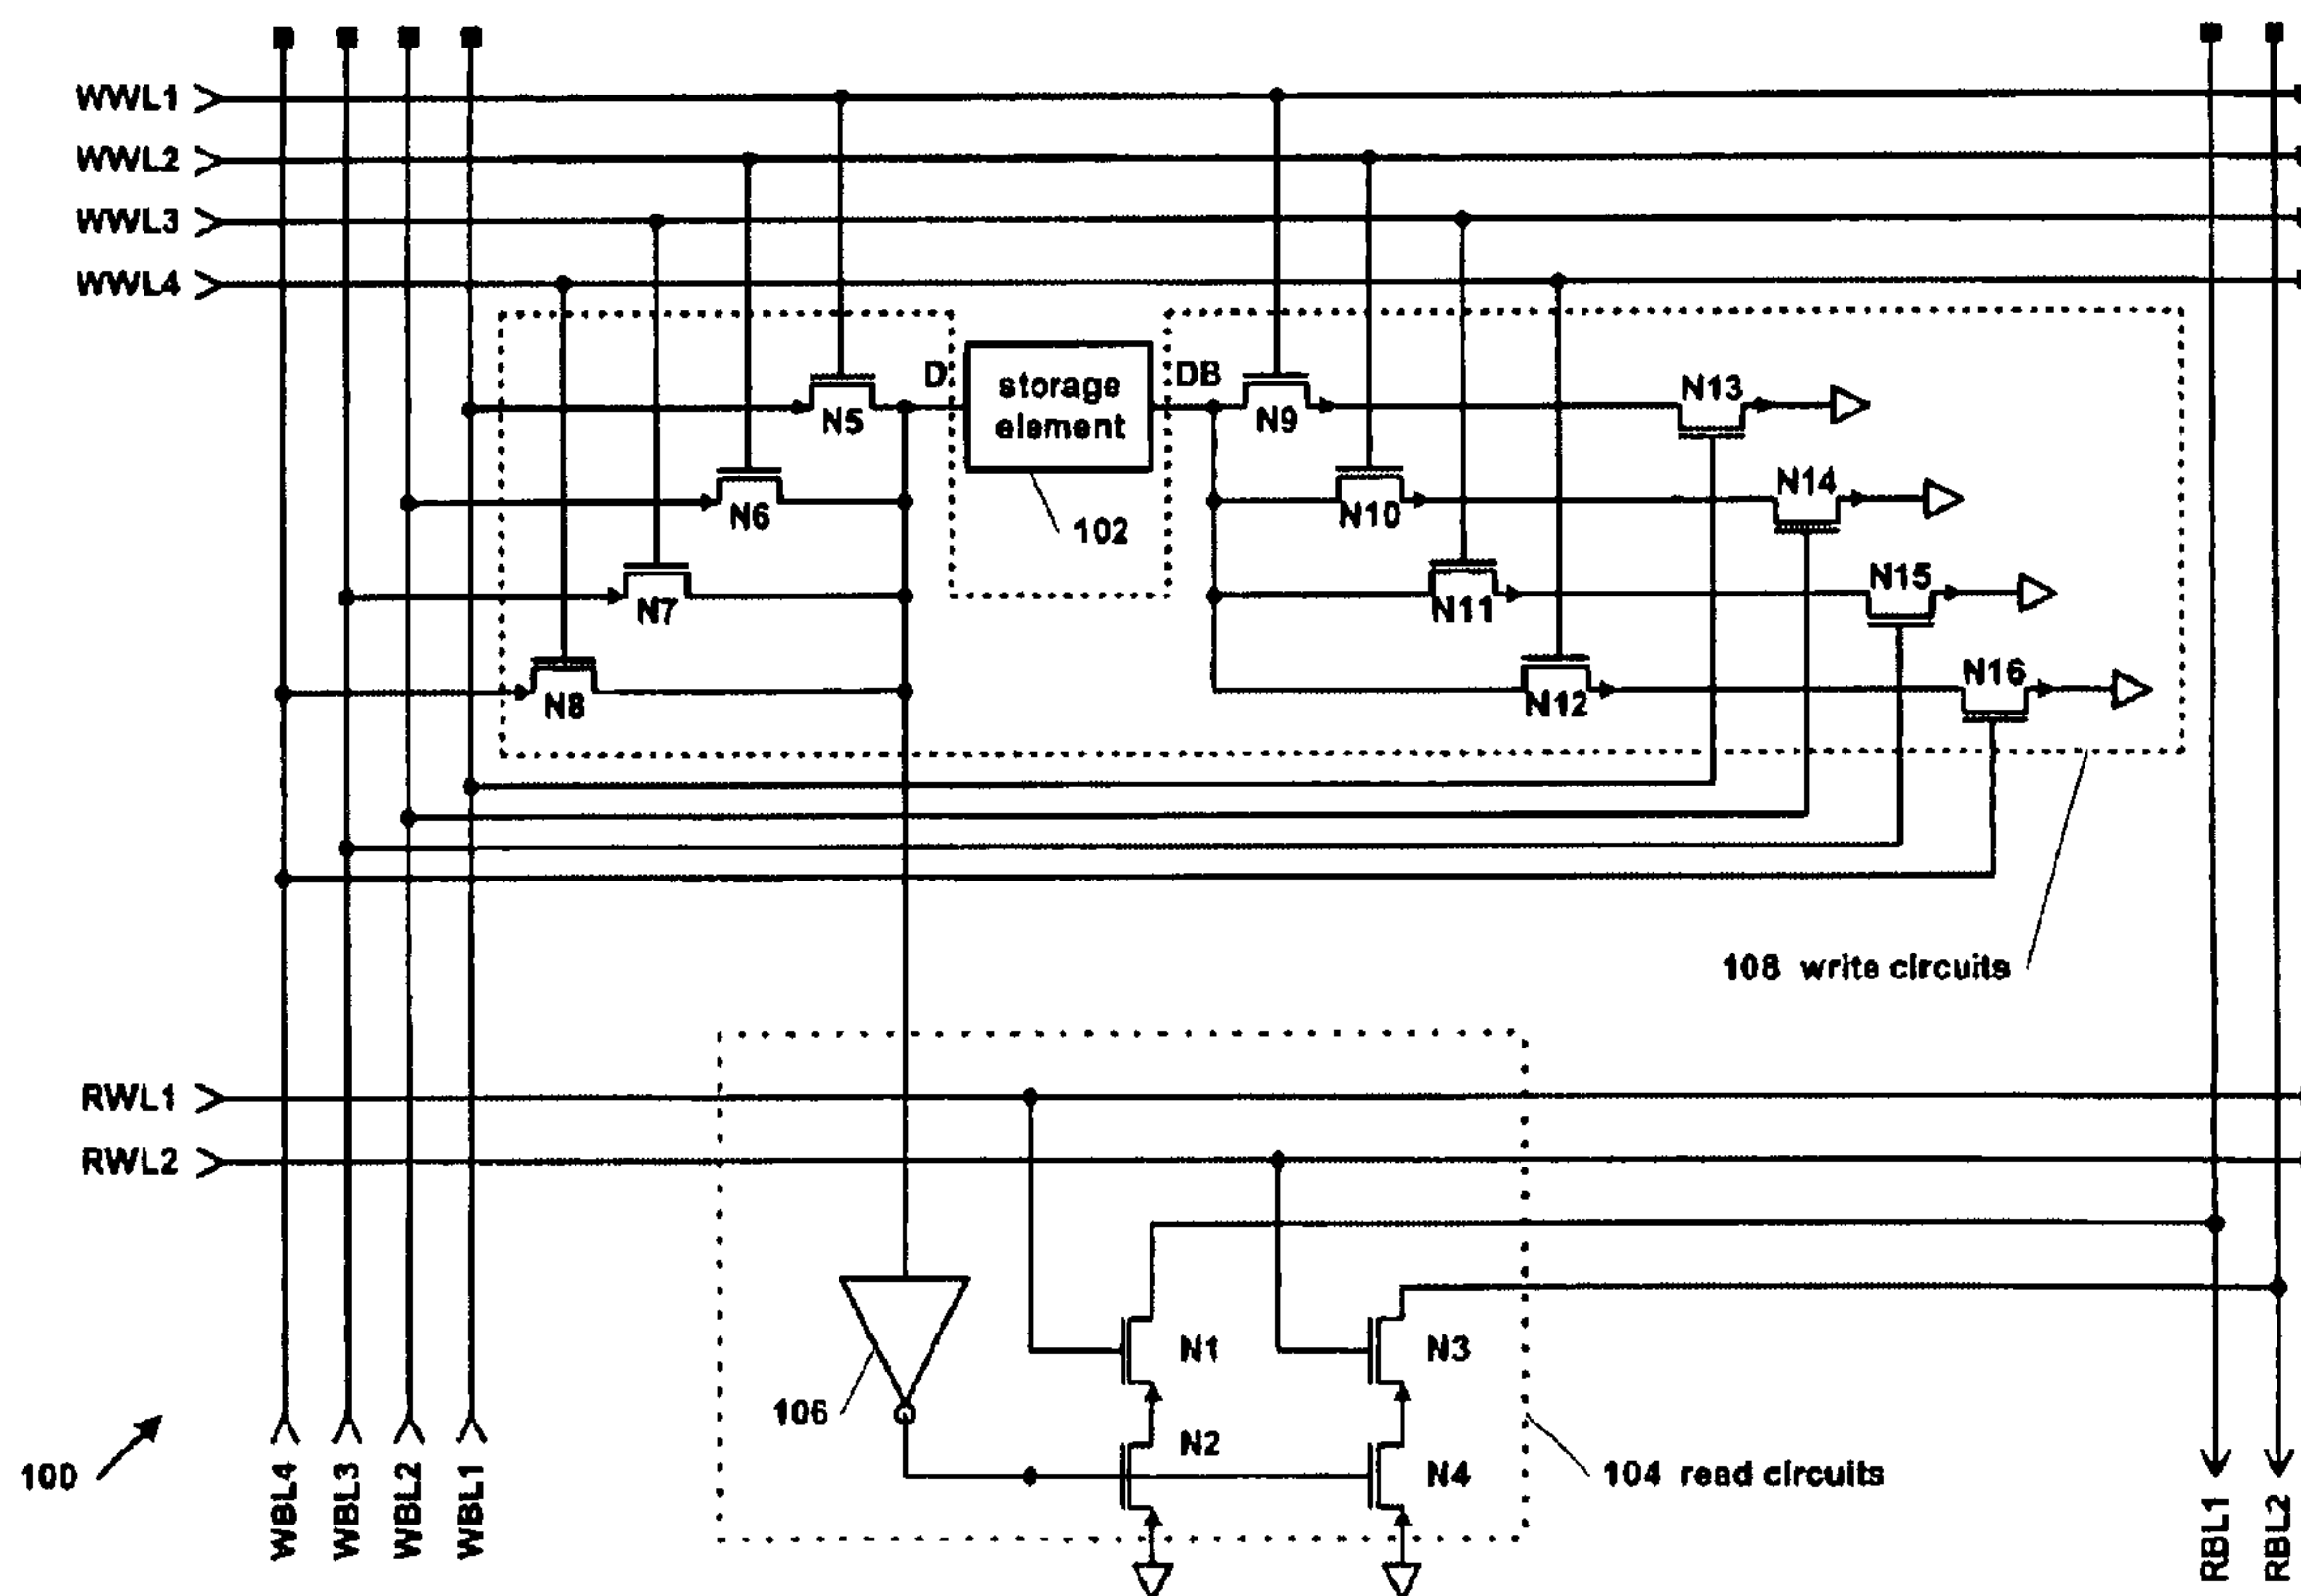 WWL1
WWL2
WWL3
WWL4
D
storage
element
DB
N5
N9
N13
N6
N10
N14
102
N7
N11
N15
N8
N12
N16
108 write circuits
RWL1
RWL2
N1
N3
106
N2
N4
104 read circuits
100
WBL4
WBL3
WBL2
WBL1
RBL1
RBL2